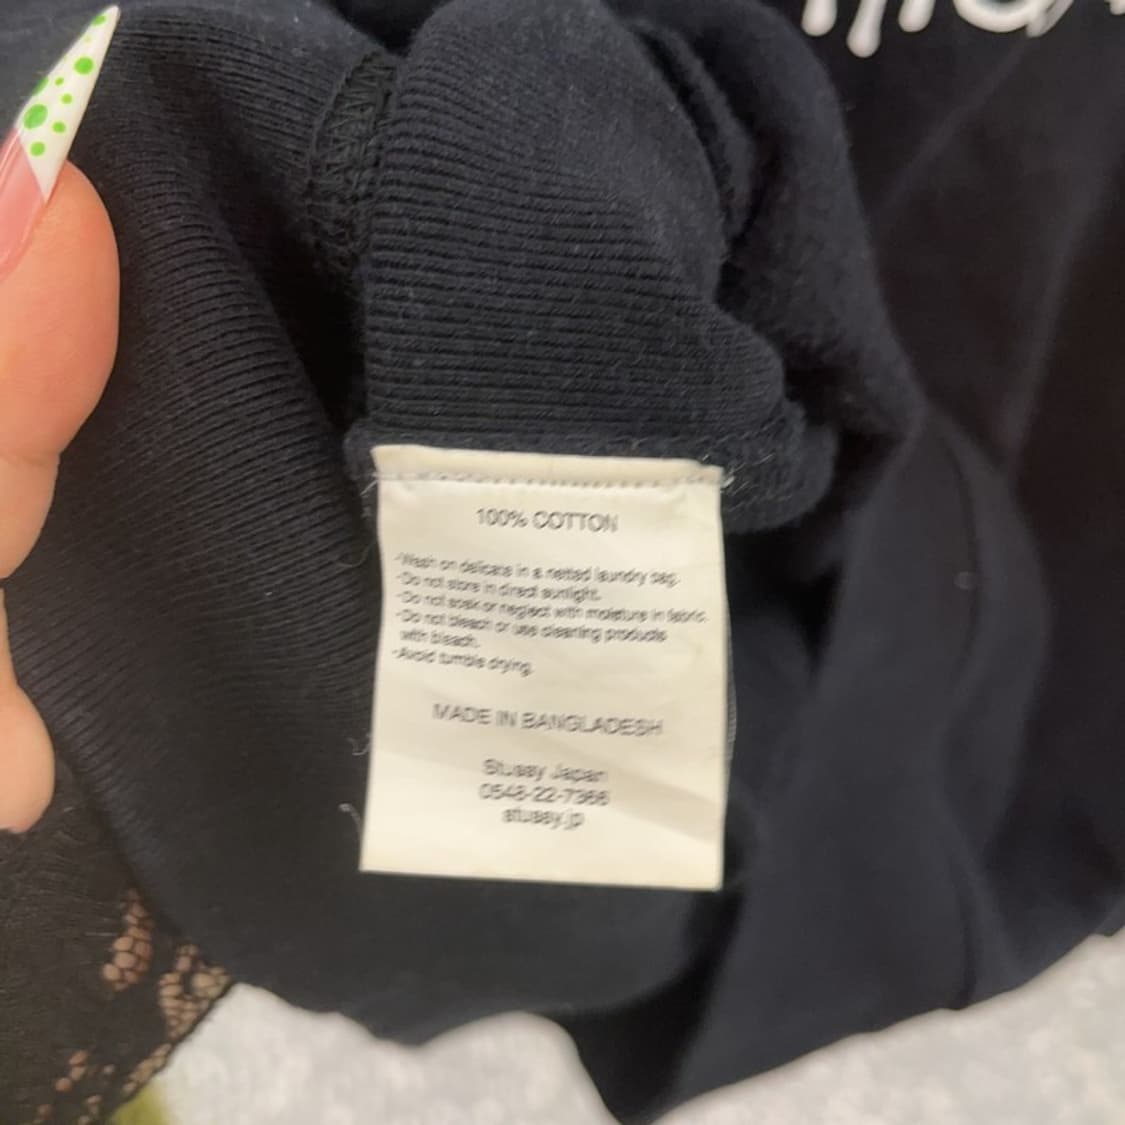 100% COTTON
·Wash on delicate in a netted laundry bag.
·Do not store in direct sunlight.
·Do not soak or neglect with moisture in fabric.
·Do not bleach or use cleaning products
with bleach.
·Avoid tumble drying.
MADE IN BANGLADESH
Stussy Japan
0548-22-7366
stussy.jp